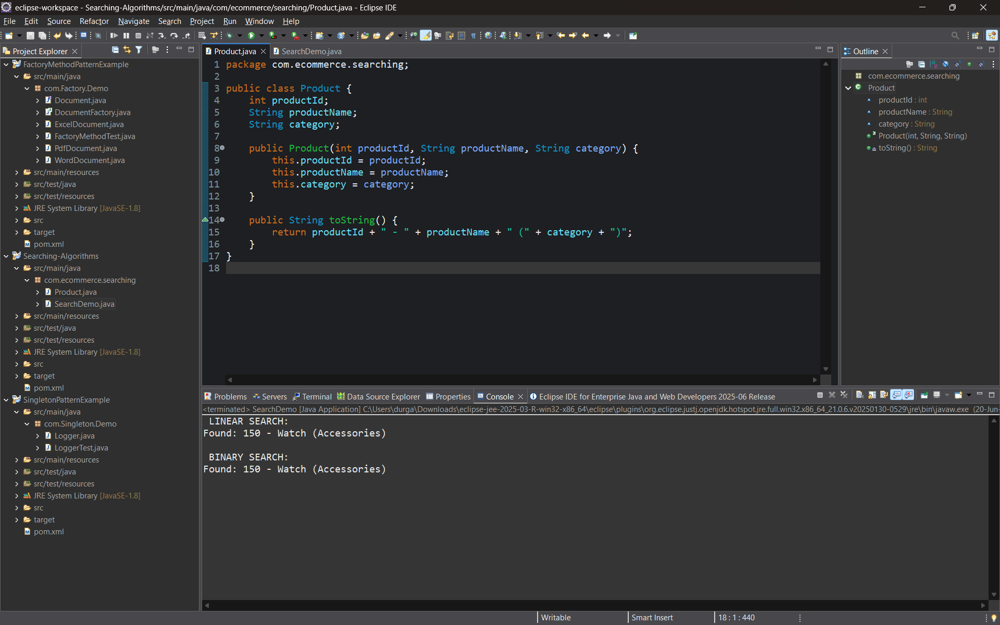 eclipse-workspace - Searching-Algorithms/src/main/java/com/ecommerce/searching/Product.java - Eclipse IDE
File Edit Source Refactor Navigate Search Project Run Window Help
Project Explorer
FactoryMethodPatternExample
src/main/java
com.Factory.Demo
Document.java
DocumentFactory.java
ExcelDocument.java
FactoryMethodTest.java
PdfDocument.java
WordDocument.java
src/main/resources
src/test/java
src/test/resources
JRE System Library [JavaSE-1.8]
src
target
pom.xml
Searching-Algorithms
src/main/java
com.ecommerce.searching
Product.java
SearchDemo.java
src/main/resources
src/test/java
src/test/resources
JRE System Library [JavaSE-1.8]
src
target
pom.xml
SingletonPatternExample
src/main/java
com.Singleton.Demo
Logger.java
LoggerTest.java
src/main/resources
src/test/java
src/test/resources
JRE System Library [JavaSE-1.8]
src
target
pom.xml
Product.java SearchDemo.java
1 package com.ecommerce.searching;
2
3 public class Product {
4     int productId;
5     String productName;
6     String category;
7
8     public Product(int productId, String productName, String category) {
9         this.productId = productId;
10         this.productName = productName;
11         this.category = category;
12     }
13
14     public String toString() {
15         return productId + " - " + productName + " (" + category + ")";
16     }
17 }
18
Outline
com.ecommerce.searching
Product
productId : int
productName : String
category : String
Product(int, String, String)
toString() : String
Problems Servers Terminal Data Source Explorer Properties Console Eclipse IDE for Enterprise Java and Web Developers 2025-06 Release
<terminated> SearchDemo [Java Application] C:\Users\durga\Downloads\eclipse-jee-2025-03-R-win32-x86_64\eclipse\plugins\org.eclipse.justj.openjdk.hotspot.jre.full.win32.x86_64_21.0.6.v20250130-0529\jre\bin\javaw.exe (20-Jun-
LINEAR SEARCH:
Found: 150 - Watch (Accessories)
BINARY SEARCH:
Found: 150 - Watch (Accessories)
Writable Smart Insert 18 : 1 : 440